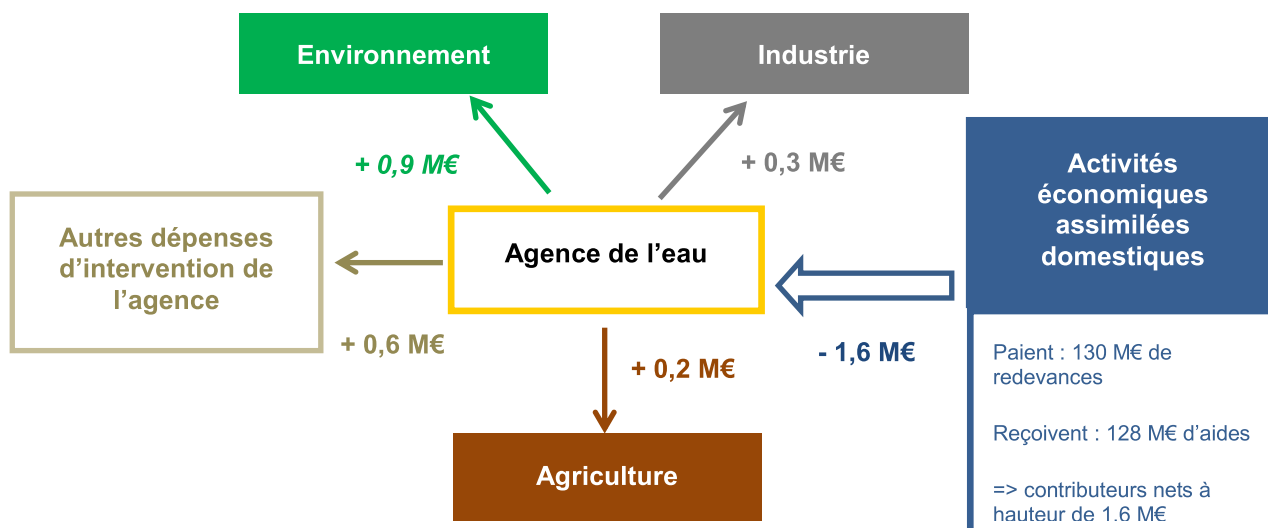 Environnement
Industrie
+ 0,9 M€
+ 0,3 M€
Activités
économiques
assimilées
domestiques
Autres dépenses
d’intervention de
l’agence
Agence de l’eau
+ 0,6 M€
+ 0,2 M€
- 1,6 M€
Paient : 130 M€ de
redevances
Reçoivent : 128 M€ d’aides
=> contributeurs nets à
hauteur de 1,6 M€
Agriculture